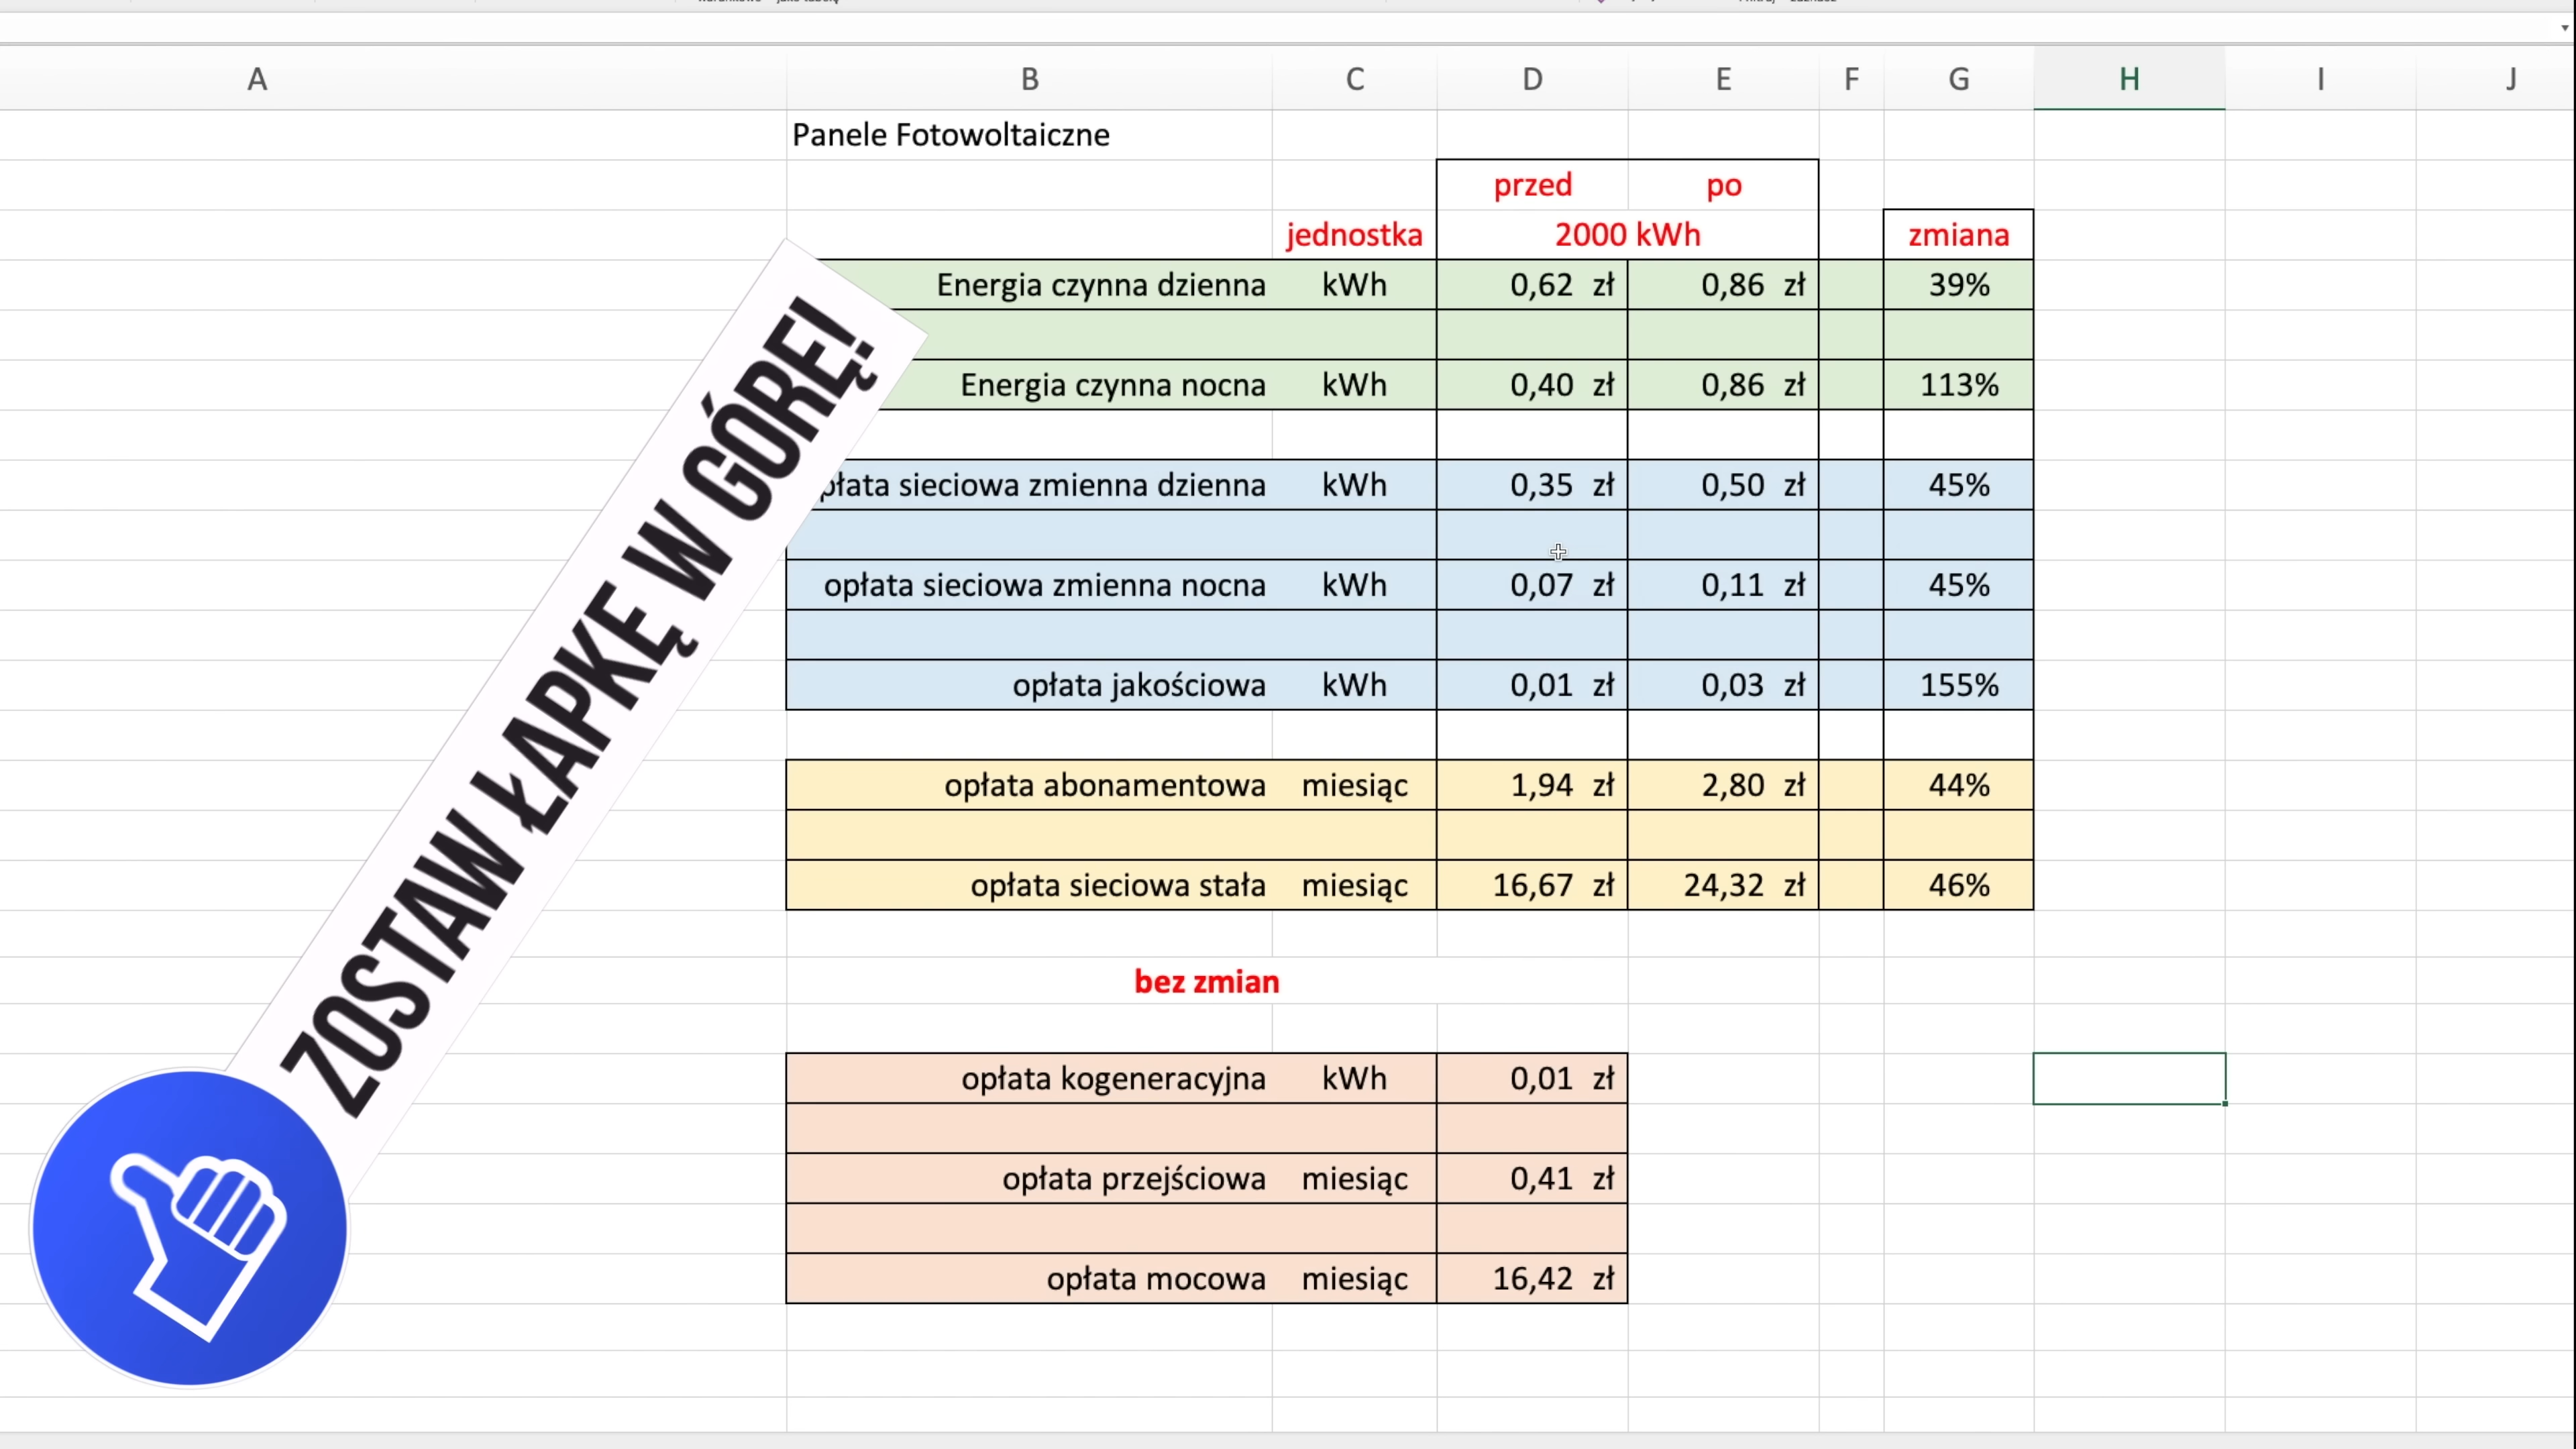 A B C D E F G H I J
Panele Fotowoltaiczne
przed po
jednostka 2000 kWh zmiana
Energia czynna dzienna kWh 0,62 zł 0,86 zł 39%
Energia czynna nocna kWh 0,40 zł 0,86 zł 113%
płata sieciowa zmienna dzienna kWh 0,35 zł 0,50 zł 45%
opłata sieciowa zmienna nocna kWh 0,07 zł 0,11 zł 45%
opłata jakościowa kWh 0,01 zł 0,03 zł 155%
opłata abonamentowa miesiąc 1,94 zł 2,80 zł 44%
opłata sieciowa stała miesiąc 16,67 zł 24,32 zł 46%
bez zmian
opłata kogeneracyjna kWh 0,01 zł
opłata przejściowa miesiąc 0,41 zł
opłata mocowa miesiąc 16,42 zł
ZOSTAW ŁAPKĘ W GÓRĘ!